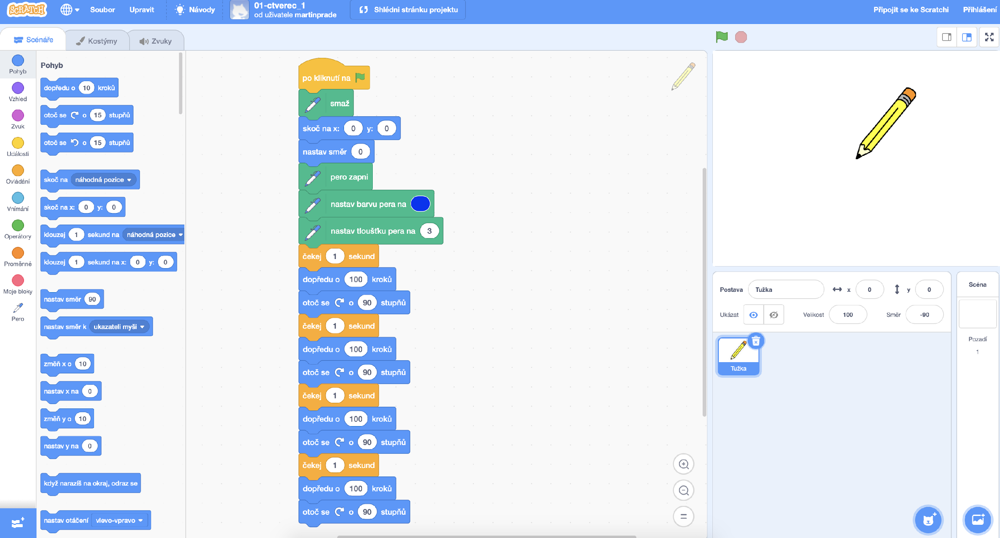 SCRATCH
Soubor
Upravit
Návody
01-ctverec_1
od uživatele martinprade
Shlédni stránku projektu
Připojit se ke Scratchi
Přihlášení
Scénáře
Kostýmy
Zvuky
Pohyb
Vzhled
Zvuk
Události
Ovládání
Vnímání
Operátory
Proměnné
Moje bloky
Pero
Pohyb
dopředu o 10 kroků
otoč se o 15 stupňů
otoč se o 15 stupňů
skoč na náhodná pozice
skoč na x: 0 y: 0
klouzej 1 sekund na náhodná pozice
klouzej 1 sekund na x: 0 y: 0
nastav směr 90
nastav směr k ukazateli myši
změň x o 10
nastav x na 0
změň y o 10
nastav y na 0
když narazíš na okraj, odraz se
nastav otáčení vlevo-vpravo
po kliknutí na
smaž
skoč na x: 0 y: 0
nastav směr 0
pero zapni
nastav barvu pera na
nastav tloušťku pera na 3
čekej 1 sekund
dopředu o 100 kroků
otoč se o 90 stupňů
čekej 1 sekund
dopředu o 100 kroků
otoč se o 90 stupňů
čekej 1 sekund
dopředu o 100 kroků
otoč se o 90 stupňů
čekej 1 sekund
dopředu o 100 kroků
otoč se o 90 stupňů
Postava Tužka x 0 y 0
Ukázat Velikost 100 Směr -90
Tužka
Scéna
Pozadí
1